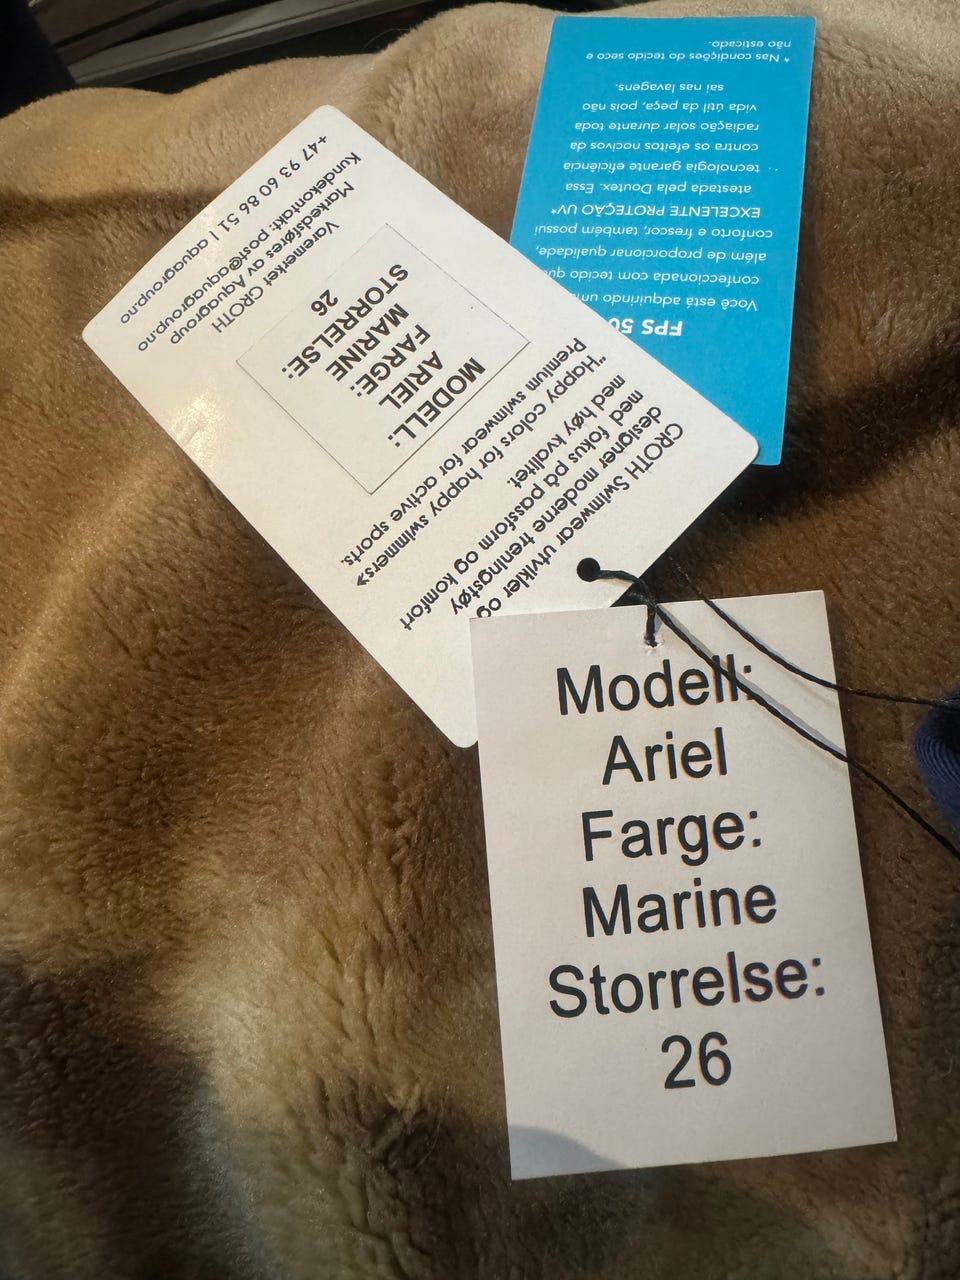 Modell:
Ariel
Farge:
Marine
Storrelse:
26
GROTH Swimwear utvikler og
designer moderne treningstøy
med fokus på passform og komfort
med høy kvalitet.
"Happy colors for happy swimmers»
Premium swimwear for active sports.
MODELL:
ARIEL
FARGE:
MARINE
STORRELSE:
26
Varemerket GROTH
Markedsføres av Aquagroup
Kundekontakt: post@aquagroup.no
+47 93 60 86 51 | aquagroup.no
FPS 50
Você está adquirindo
confeccionada com tecido
além de proporcionar qualidade,
conforto e frescor, também possui
EXCELENTE PROTEÇÃO UV*
atestada pela Doutex. Essa
tecnologia garante eficiência
contra os efeitos nocivos da
radiação solar durante toda
vida útil da peça, pois não
sai nas lavagens.
* Nas condições do tecido seco e
não esticado.